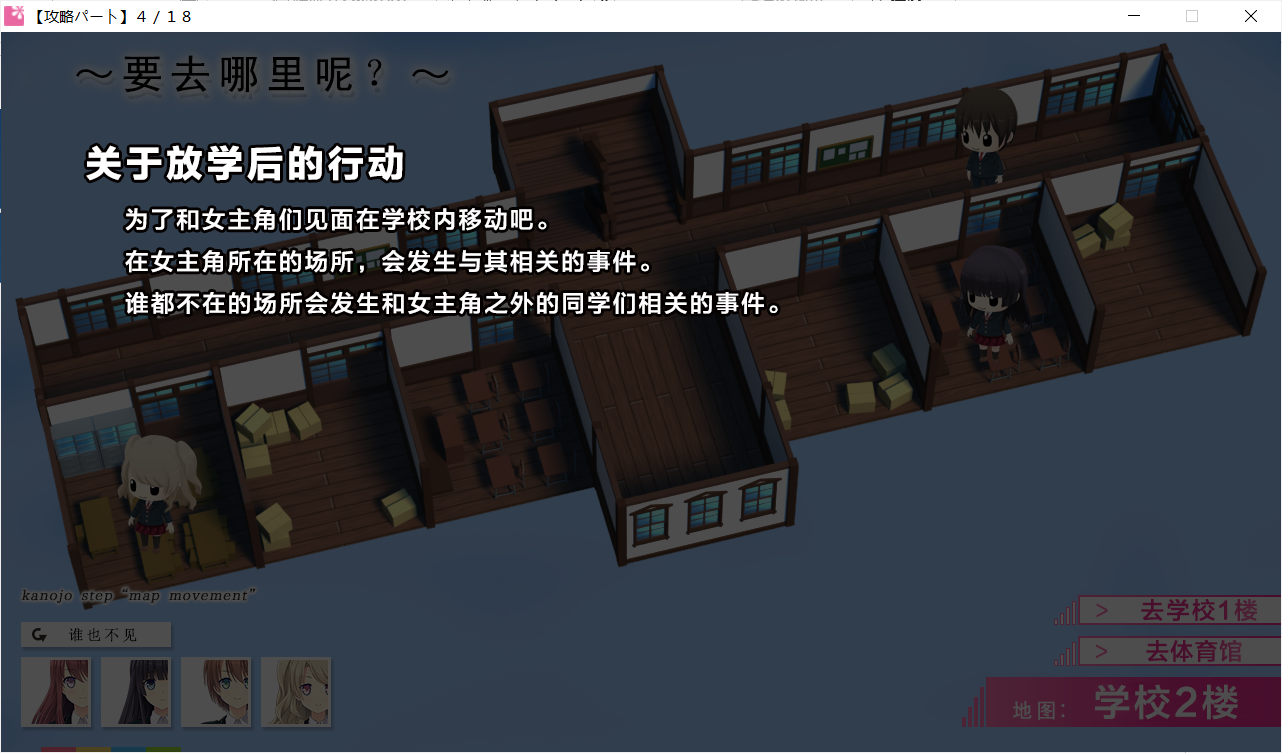 【攻略パート】４／１８
～要去哪里呢？～
关于放学后的行动
为了和女主角们见面在学校内移动吧。
在女主角所在的场所，会发生与其相关的事件。
谁都不在的场所会发生和女主角之外的同学们相关的事件。
kanojo step “map movement”
谁也不见
> 去学校1楼
> 去体育馆
地图： 学校2楼